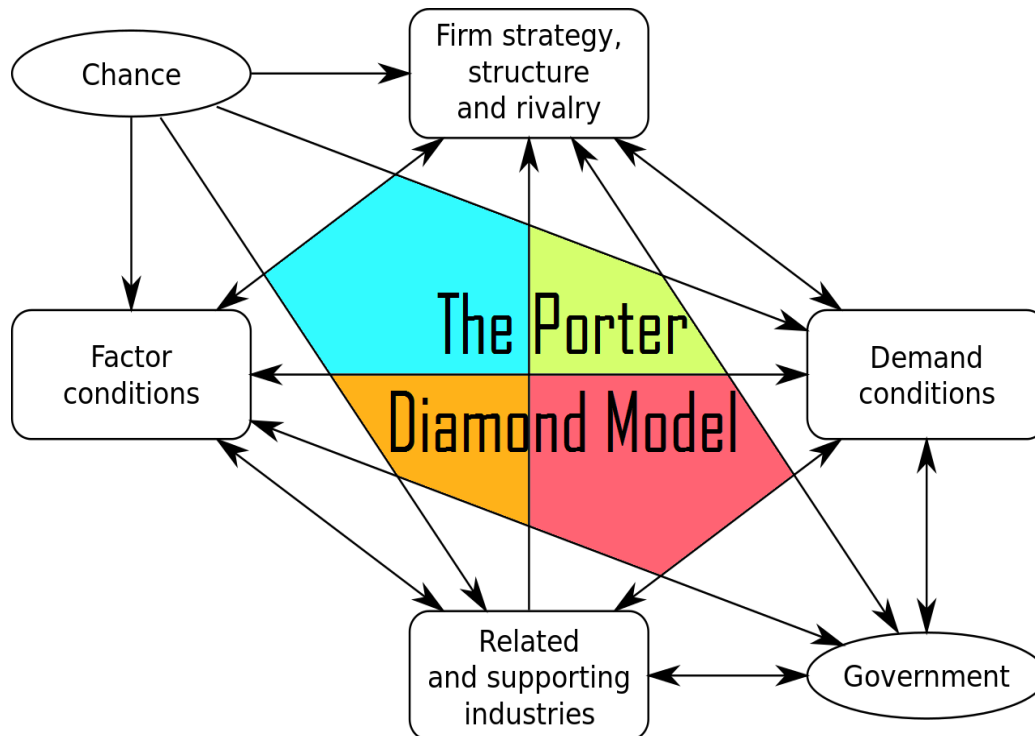 Firm strategy,
structure
and rivalry
Chance
The Porter
Diamond Model
Factor
conditions
Demand
conditions
Related
and supporting
industries
Government